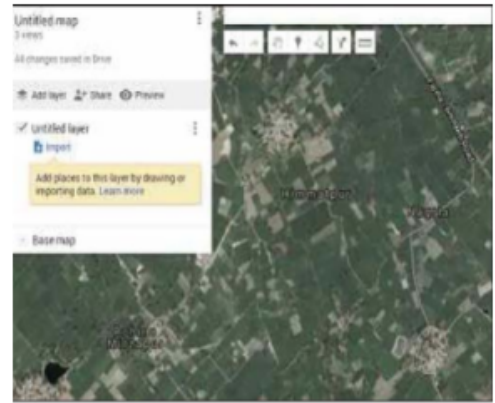 Untitled map
3 views
All changes saved in Drive
Add layer Share Preview
Untitled layer
Import
Add places to this layer by drawing or
importing data. Learn more
Base map
Himmatpur